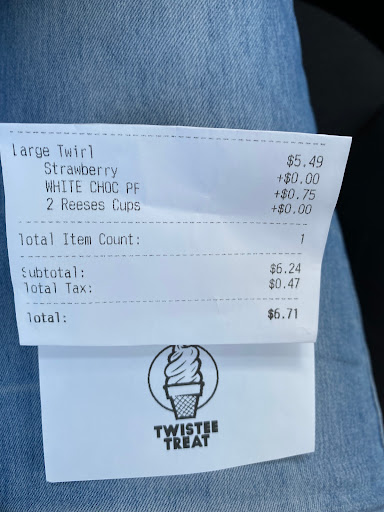 Large Twirl $5.49
Strawberry +$0.00
WHITE CHOC PF +$0.75
2 Reeses Cups +$0.00
Total Item Count: 1
Subtotal: $6.24
Total Tax: $0.47
Total: $6.71
TWISTEE
TREAT